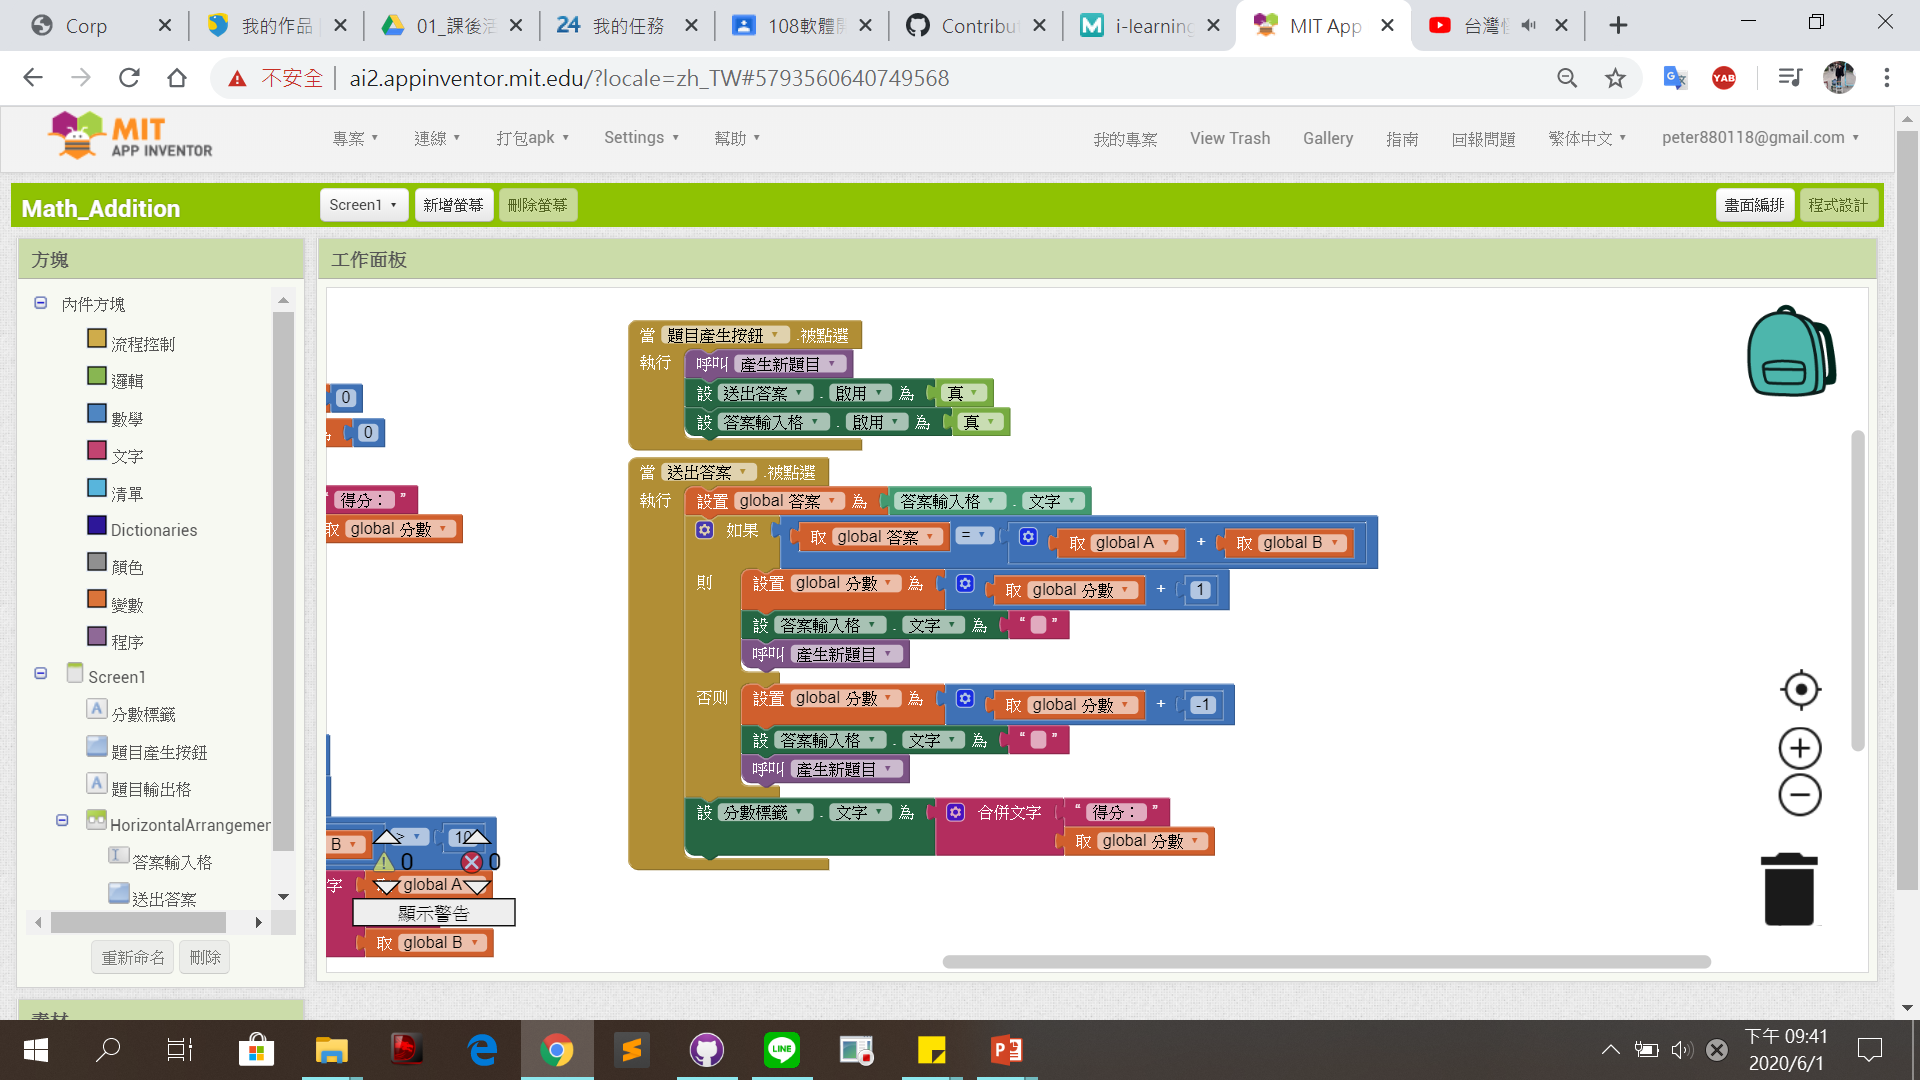 Corp
我的作品
01_課後活
24 我的任務
108軟體開
Contribut
i-learning
MIT App
台灣怪
不安全 ai2.appinventor.mit.edu/?locale=zh_TW#5793560640749568
YAB
MIT
APP INVENTOR
專案 連線 打包apk Settings 幫助 我的專案 View Trash Gallery 指南 回報問題 繁体中文 peter880118@gmail.com
Math_Addition Screen1 新增螢幕 刪除螢幕 畫面編排 程式設計
方塊
內件方塊
流程控制
邏輯
數學
文字
清單
Dictionaries
顏色
變數
程序
Screen1
分數標籤
題目產生按鈕
題目輸出格
HorizontalArrangemen
答案輸入格
送出答案
重新命名 刪除
素材
工作面板
0
為 0
"得分："
取 global 分數
B > 10
0 0
字 global A
顯示警告
取 global B
當 題目產生按鈕 .被點選
執行 呼叫 產生新題目
設 送出答案 . 啟用 為 真
設 答案輸入格 . 啟用 為 真
當 送出答案 .被點選
執行 設置 global 答案 為 答案輸入格 . 文字
如果 取 global 答案 = 取 global A + 取 global B
則 設置 global 分數 為 取 global 分數 + 1
設 答案輸入格 . 文字 為 " "
呼叫 產生新題目
否則 設置 global 分數 為 取 global 分數 + -1
設 答案輸入格 . 文字 為 " "
呼叫 產生新題目
設 分數標籤 . 文字 為 合併文字 "得分："
取 global 分數
LINE
下午 09:41
2020/6/1